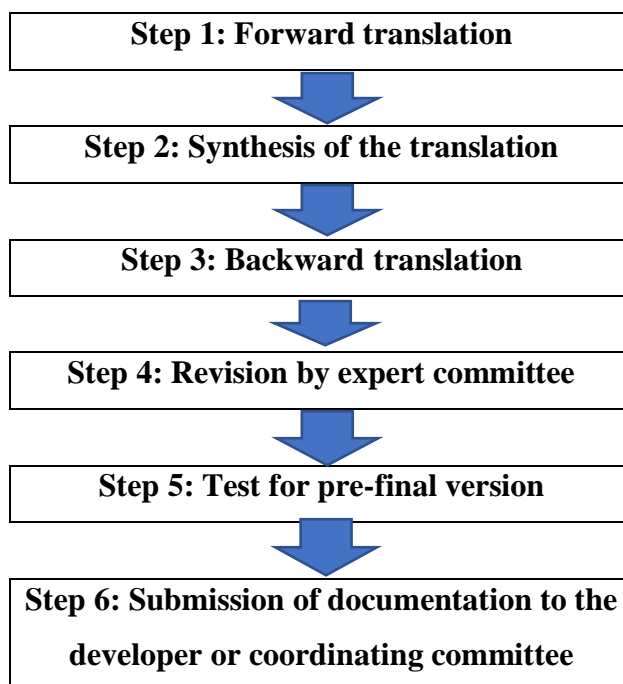 Step 1: Forward translation
Step 2: Synthesis of the translation
Step 3: Backward translation
Step 4: Revision by expert committee
Step 5: Test for pre-final version
Step 6: Submission of documentation to the
developer or coordinating committee